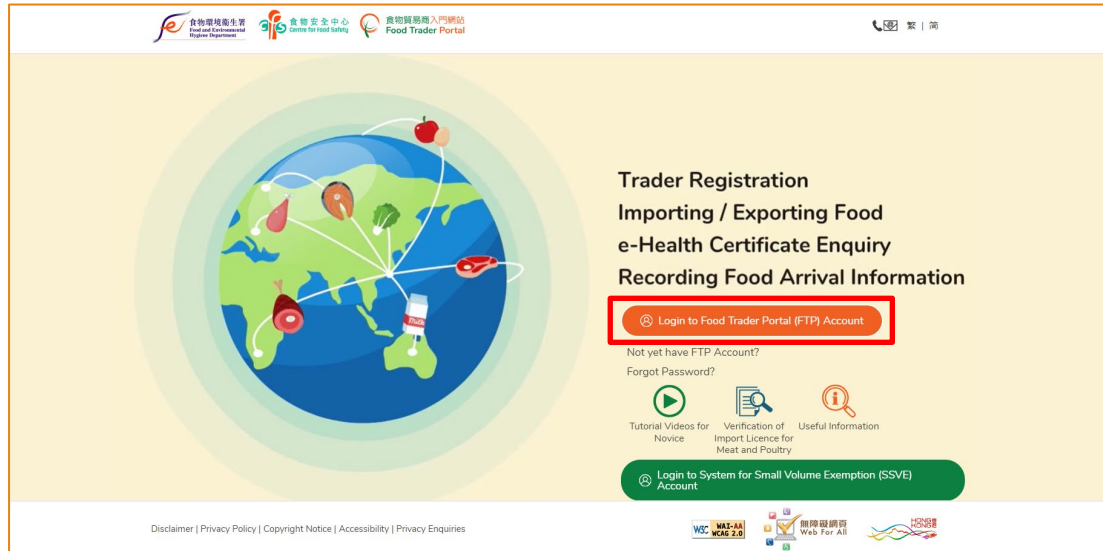 食物環境衞生署
Food and Environmental
Hygiene Department
食物安全中心
Centre for Food Safety
食物貿易商入門網站
Food Trader Portal
繁 | 简
Trader Registration
Importing / Exporting Food
e-Health Certificate Enquiry
Recording Food Arrival Information
Login to Food Trader Portal (FTP) Account
Not yet have FTP Account?
Forgot Password?
Tutorial Videos for
Novice
Verification of
Import Licence for
Meat and Poultry
Useful Information
Login to System for Small Volume Exemption (SSVE)
Account
Milk
Disclaimer | Privacy Policy | Copyright Notice | Accessibility | Privacy Enquiries
W3C WAI-AA
WCAG 2.0
無障礙網頁
Web For All
HONG
KONG